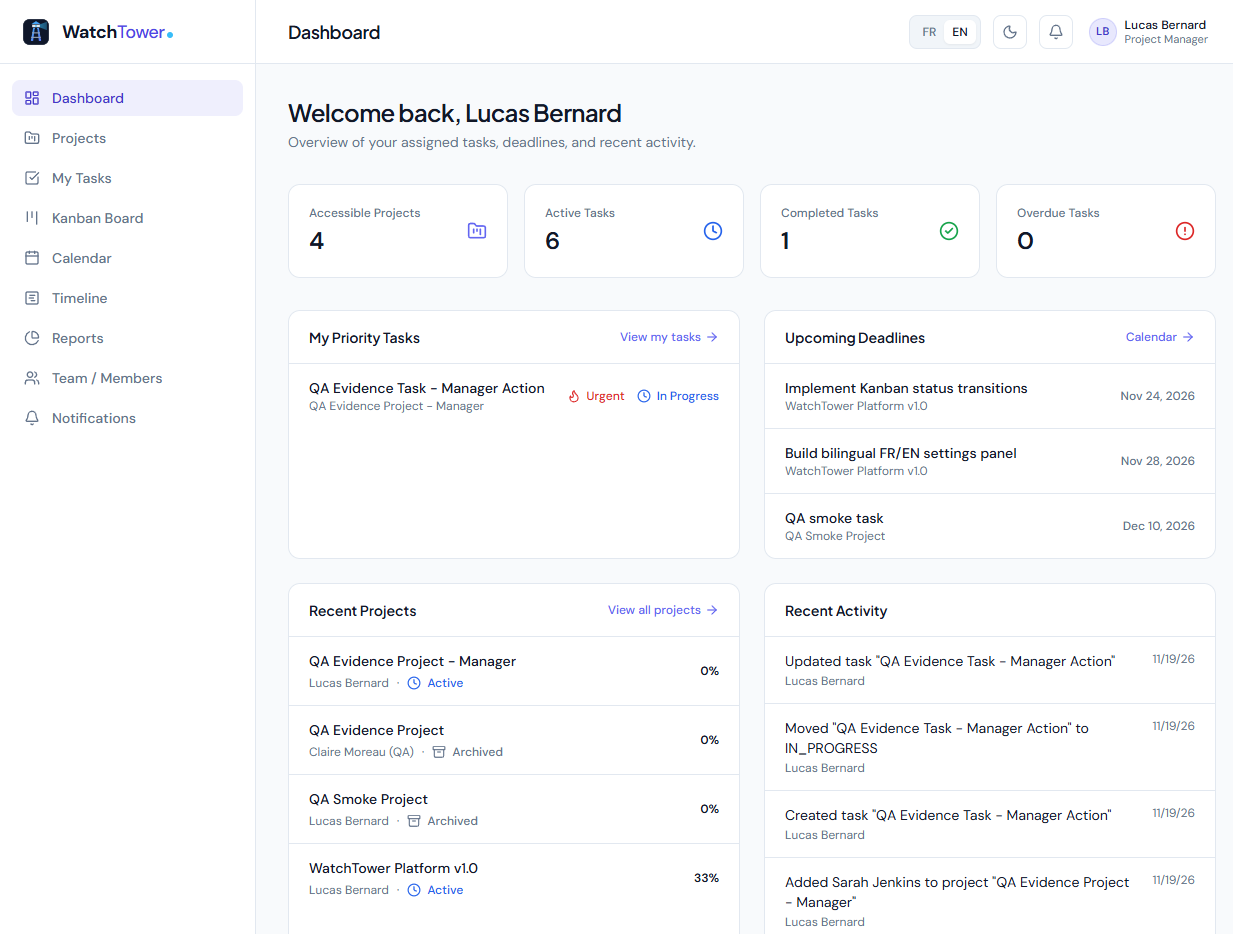 WatchTower
Dashboard
FR EN
LB
Lucas Bernard
Project Manager
Dashboard
Projects
My Tasks
Kanban Board
Calendar
Timeline
Reports
Team / Members
Notifications
Welcome back, Lucas Bernard
Overview of your assigned tasks, deadlines, and recent activity.
Accessible Projects
4
Active Tasks
6
Completed Tasks
1
Overdue Tasks
0
My Priority Tasks
View my tasks →
QA Evidence Task - Manager Action
QA Evidence Project - Manager
Urgent
In Progress
Upcoming Deadlines
Calendar →
Implement Kanban status transitions
WatchTower Platform v1.0
Nov 24, 2026
Build bilingual FR/EN settings panel
WatchTower Platform v1.0
Nov 28, 2026
QA smoke task
QA Smoke Project
Dec 10, 2026
Recent Projects
View all projects →
QA Evidence Project - Manager
Lucas Bernard · Active
0%
QA Evidence Project
Claire Moreau (QA) · Archived
0%
QA Smoke Project
Lucas Bernard · Archived
0%
WatchTower Platform v1.0
Lucas Bernard · Active
33%
Recent Activity
Updated task "QA Evidence Task - Manager Action"
Lucas Bernard
11/19/26
Moved "QA Evidence Task - Manager Action" to
IN_PROGRESS
Lucas Bernard
11/19/26
Created task "QA Evidence Task - Manager Action"
Lucas Bernard
11/19/26
Added Sarah Jenkins to project "QA Evidence Project
- Manager"
Lucas Bernard
11/19/26